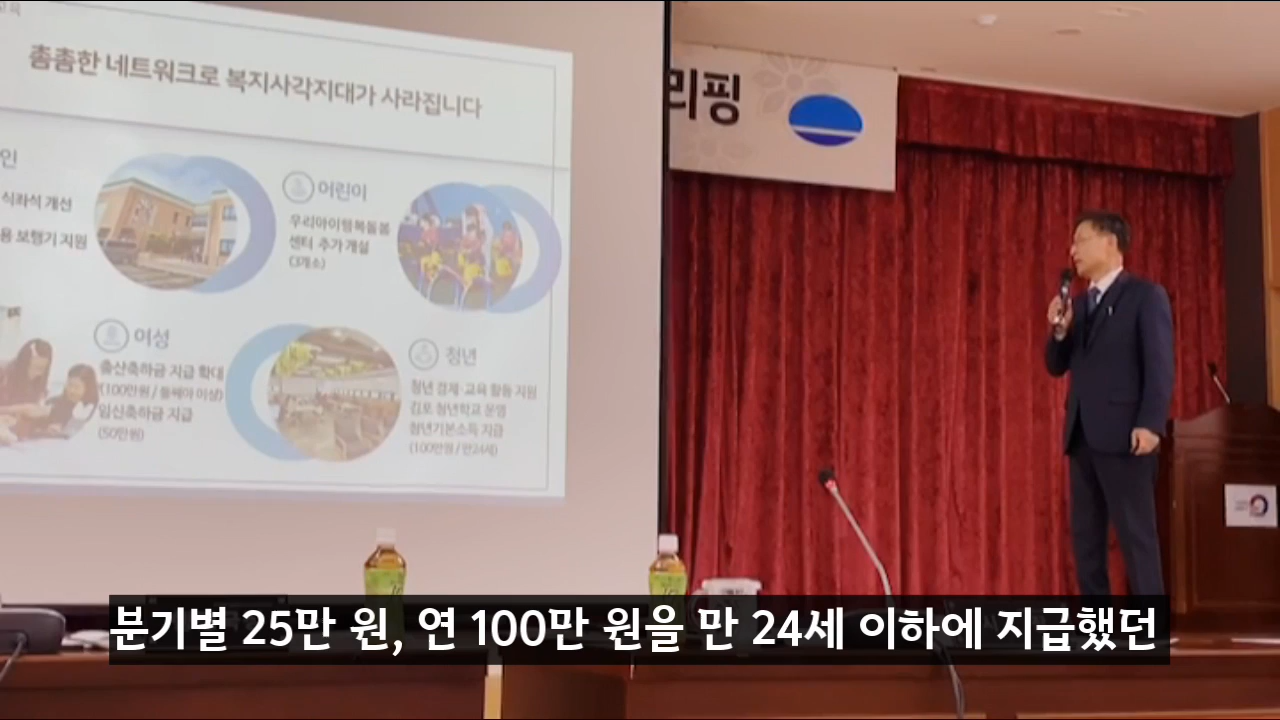 교육
촘촘한 네트워크로 복지사각지대가 사라집니다
리핑
인
식좌석 개선
용 보행기 지원
어린이
우리아이행복돌봄
센터 추가 개설
(3개소)
여성
출산축하금 지급 확대
(100만원 / 둘째아 이상)
임산축하금 지급
(50만원)
청년
청년 경제·교육 활동 지원
김포 청년학교 운영
청년기본소득 지급
(100만원 / 만24세)
분기별 25만 원, 연 100만 원을 만 24세 이하에 지급했던